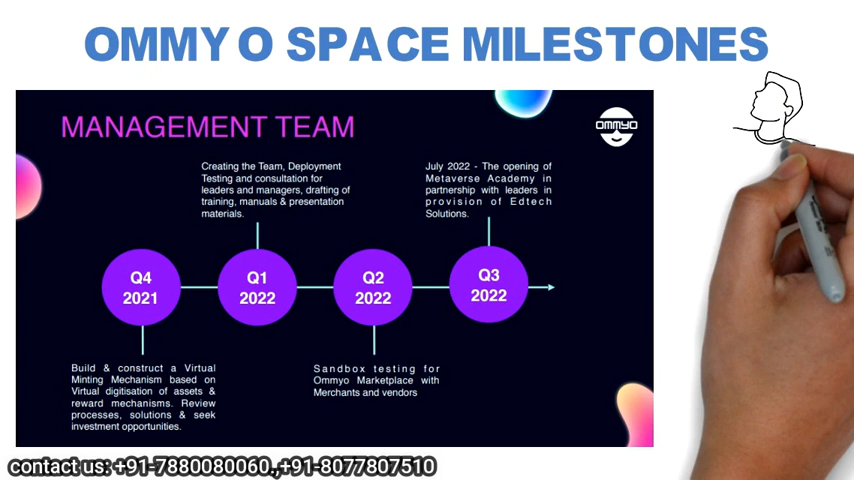 OMMYO SPACE MILESTONES
MANAGEMENT TEAM
OMMYO
Creating the Team, Deployment
Testing and consultation for
leaders and managers, drafting of
training, manuals & presentation
materials.
July 2022 - The opening of
Metaverse Academy in
partnership with leaders in
provision of Edtech
Solutions.
Q4
2021
Q1
2022
Q2
2022
Q3
2022
Build & construct a Virtual
Minting Mechanism based on
Virtual digitisation of assets &
reward mechanisms. Review
processes, solutions & seek
investment opportunities.
Sandbox testing for
Ommyo Marketplace with
Merchants and vendors
contact us: +91-7880080060.,+91-8077807510